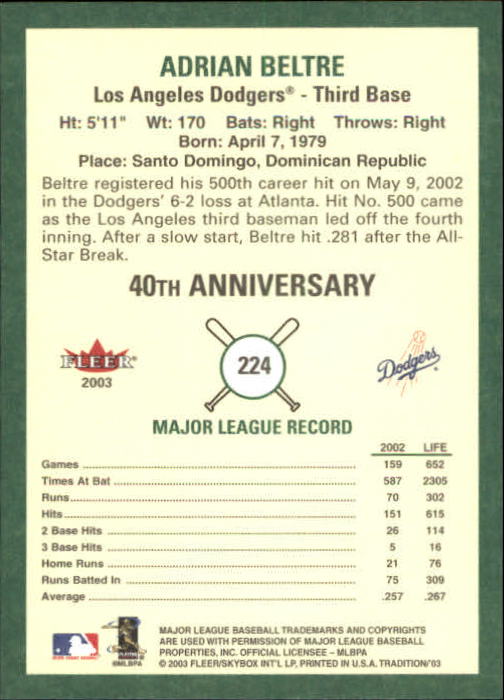 ADRIAN BELTRE
Los Angeles Dodgers® - Third Base
Ht: 5'11" Wt: 170 Bats: Right Throws: Right
Born: April 7, 1979
Place: Santo Domingo, Dominican Republic
Beltre registered his 500th career hit on May 9, 2002
in the Dodgers' 6-2 loss at Atlanta. Hit No. 500 came
as the Los Angeles third baseman led off the fourth
inning. After a slow start, Beltre hit .281 after the All-
Star Break.
40TH ANNIVERSARY
FLEER®
2003
224
Dodgers
MAJOR LEAGUE RECORD
2002 LIFE
Games 159 652
Times At Bat 587 2305
Runs 70 302
Hits 151 615
2 Base Hits 26 114
3 Base Hits 5 16
Home Runs 21 76
Runs Batted In 75 309
Average .257 .267
©MLBPA
MAJOR LEAGUE BASEBALL TRADEMARKS AND COPYRIGHTS
ARE USED WITH PERMISSION OF MAJOR LEAGUE BASEBALL
PROPERTIES, INC. OFFICIAL LICENSEE - MLBPA
© 2003 FLEER/SKYBOX INT'L LP, PRINTED IN U.S.A. TRADITION/'03